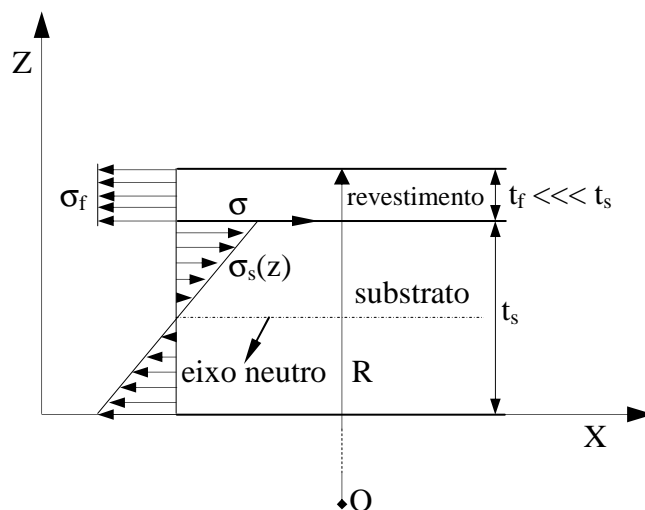 Z
σf
σ
revestimento
tf <<< ts
σs(z)
substrato
ts
eixo neutro
R
X
O